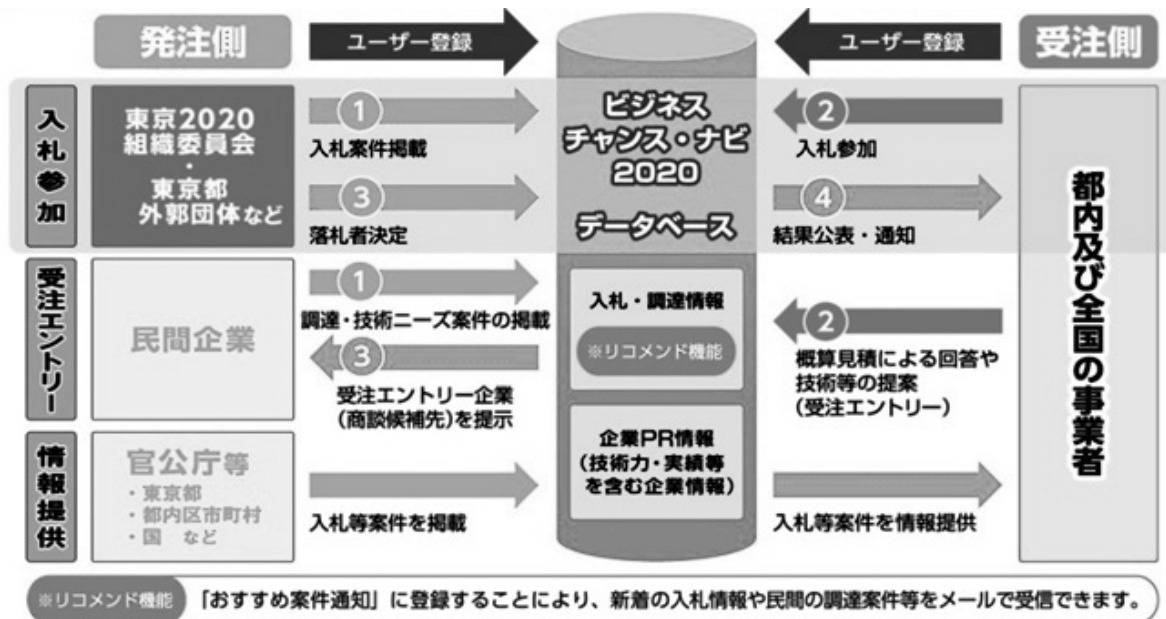 発注側
ユーザー登録
ユーザー登録
受注側
入札参加
東京2020
組織委員会
・
東京都
外郭団体など
1
入札案件掲載
3
落札者決定
ビジネス
チャンス・ナビ
2020
データベース
2
入札参加
4
結果公表・通知
都内及び全国の事業者
受注エントリー
民間企業
1
調達・技術ニーズ案件の掲載
3
受注エントリー企業
(商談候補先)を提示
入札・調達情報
※リコメンド機能
2
概算見積による回答や
技術等の提案
(受注エントリー)
情報提供
官公庁等
・東京都
・都内区市町村
・国 など
入札等案件を掲載
企業PR情報
(技術力・実績等
を含む企業情報)
入札等案件を情報提供
※リコメンド機能 「おすすめ案件通知」に登録することにより、新着の入札情報や民間の調達案件等をメールで受信できます。